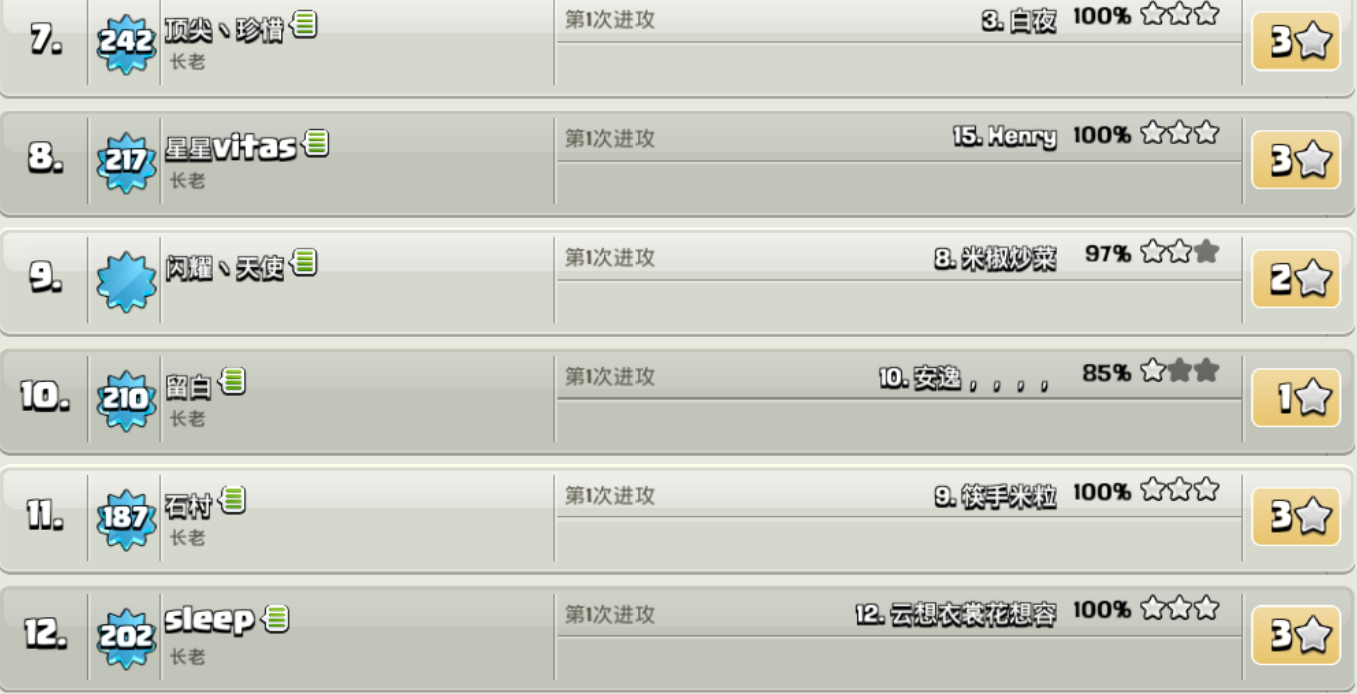 7. 242 顶尖丶珍惜 第1次进攻 3. 白夜 100% 3
长老
8. 217 星星vitas 第1次进攻 15. Henry 100% 3
长老
9. 闪耀丶天使 第1次进攻 8. 米椒炒菜 97% 2
10. 210 留白 第1次进攻 10. 安逸，，，， 85% 1
长老
11. 187 石村 第1次进攻 9. 筷手米粒 100% 3
长老
12. 202 sleep 第1次进攻 12. 云想衣裳花想容 100% 3
长老